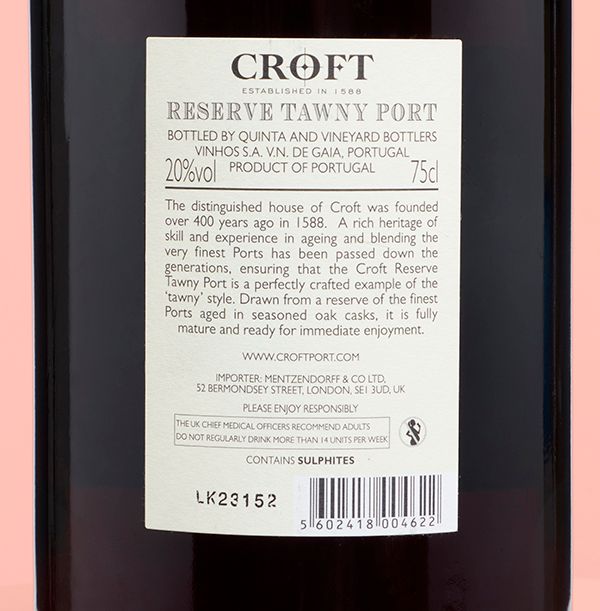 CROFT
ESTABLISHED IN 1588
RESERVE TAWNY PORT
BOTTLED BY QUINTA AND VINEYARD BOTTLERS
VINHOS S.A. V.N. DE GAIA, PORTUGAL
20%vol PRODUCT OF PORTUGAL 75cl
The distinguished house of Croft was founded
over 400 years ago in 1588. A rich heritage of
skill and experience in ageing and blending the
very finest Ports has been passed down the
generations, ensuring that the Croft Reserve
Tawny Port is a perfectly crafted example of the
'tawny' style. Drawn from a reserve of the finest
Ports aged in seasoned oak casks, it is fully
mature and ready for immediate enjoyment.
WWW.CROFTPORT.COM
IMPORTER: MENTZENDORFF & CO LTD,
52 BERMONDSEY STREET, LONDON, SE1 3UD, UK
PLEASE ENJOY RESPONSIBLY
THE UK CHIEF MEDICAL OFFICERS RECOMMEND ADULTS
DO NOT REGULARLY DRINK MORE THAN 14 UNITS PER WEEK
CONTAINS SULPHITES
LK23152
5 602418 004622